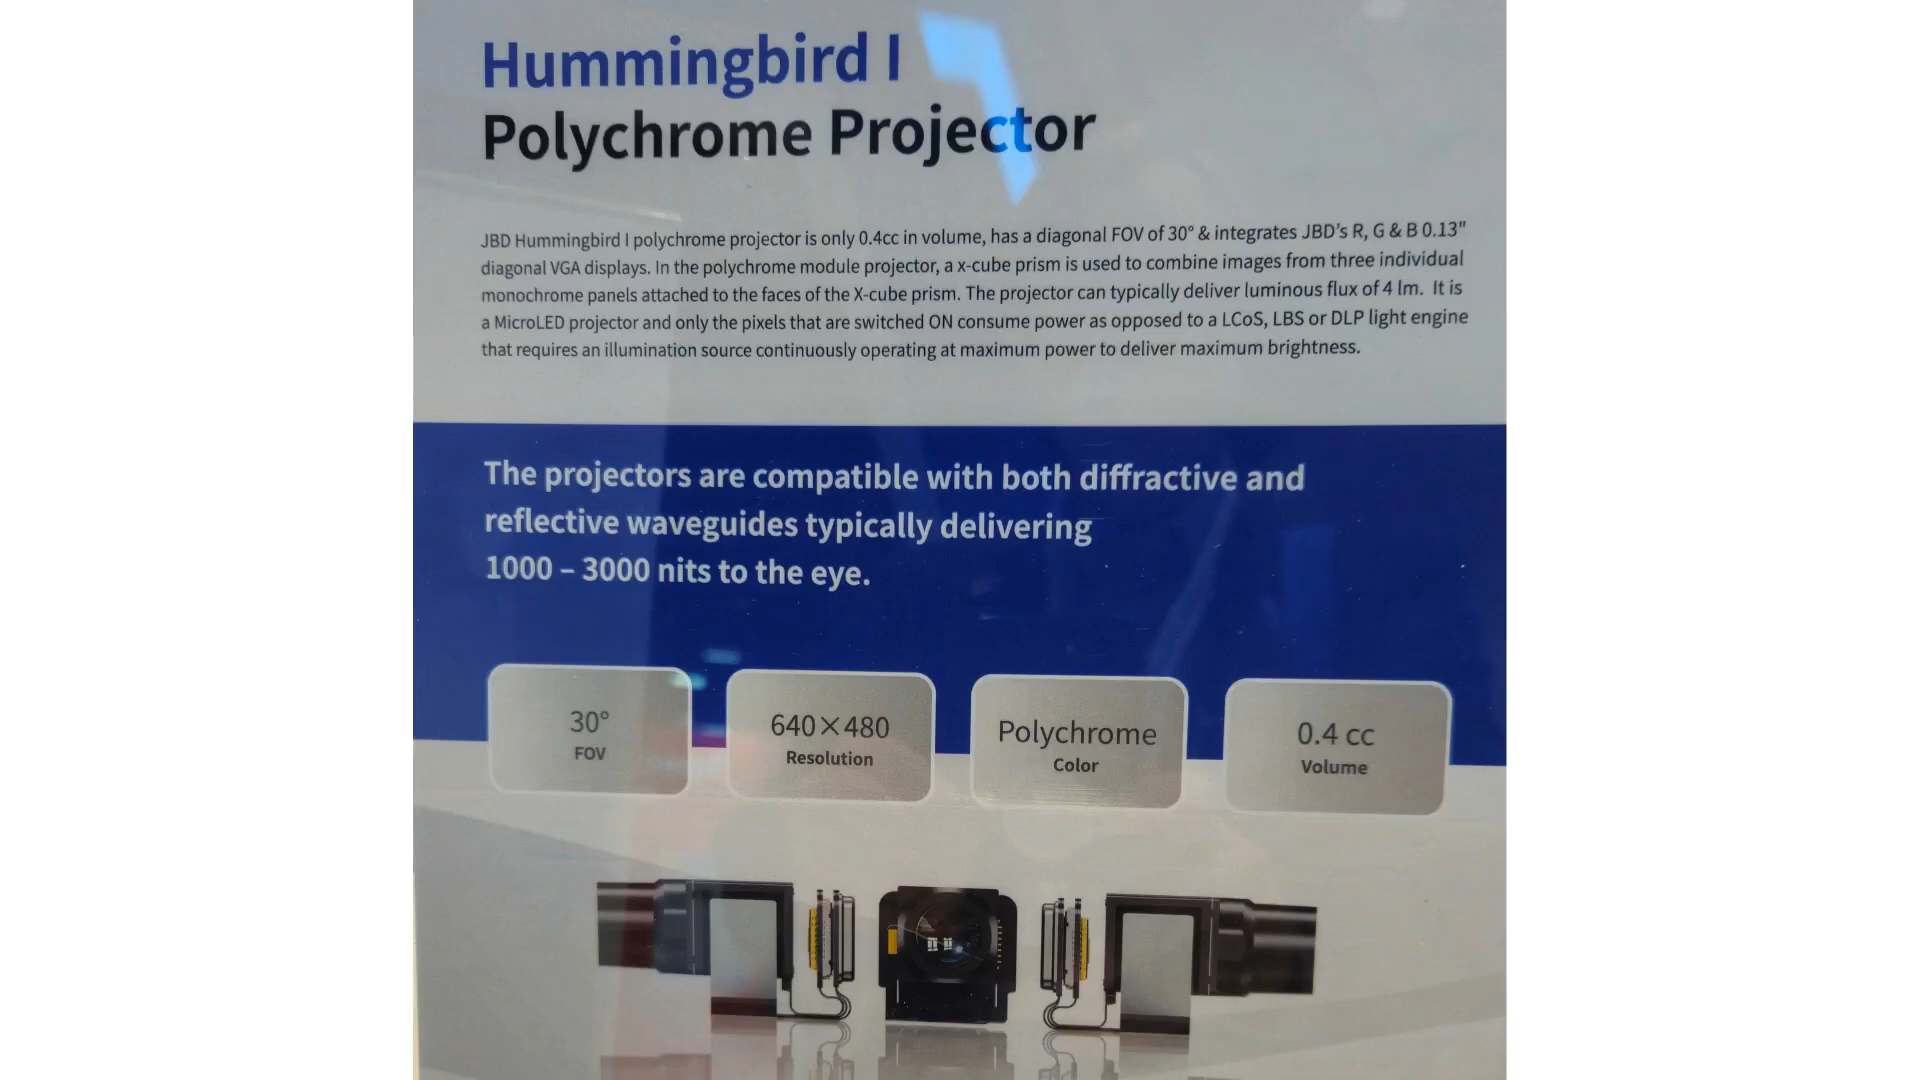 Hummingbird I
Polychrome Projector
JBD Hummingbird I polychrome projector is only 0.4cc in volume, has a diagonal FOV of 30° & integrates JBD's R, G & B 0.13"
diagonal VGA displays. In the polychrome module projector, a x-cube prism is used to combine images from three individual
monochrome panels attached to the faces of the X-cube prism. The projector can typically deliver luminous flux of 4 lm. It is
a MicroLED projector and only the pixels that are switched ON consume power as opposed to a LCoS, LBS or DLP light engine
that requires an illumination source continuously operating at maximum power to deliver maximum brightness.
The projectors are compatible with both diffractive and
reflective waveguides typically delivering
1000 – 3000 nits to the eye.
30°
FOV
640×480
Resolution
Polychrome
Color
0.4 cc
Volume